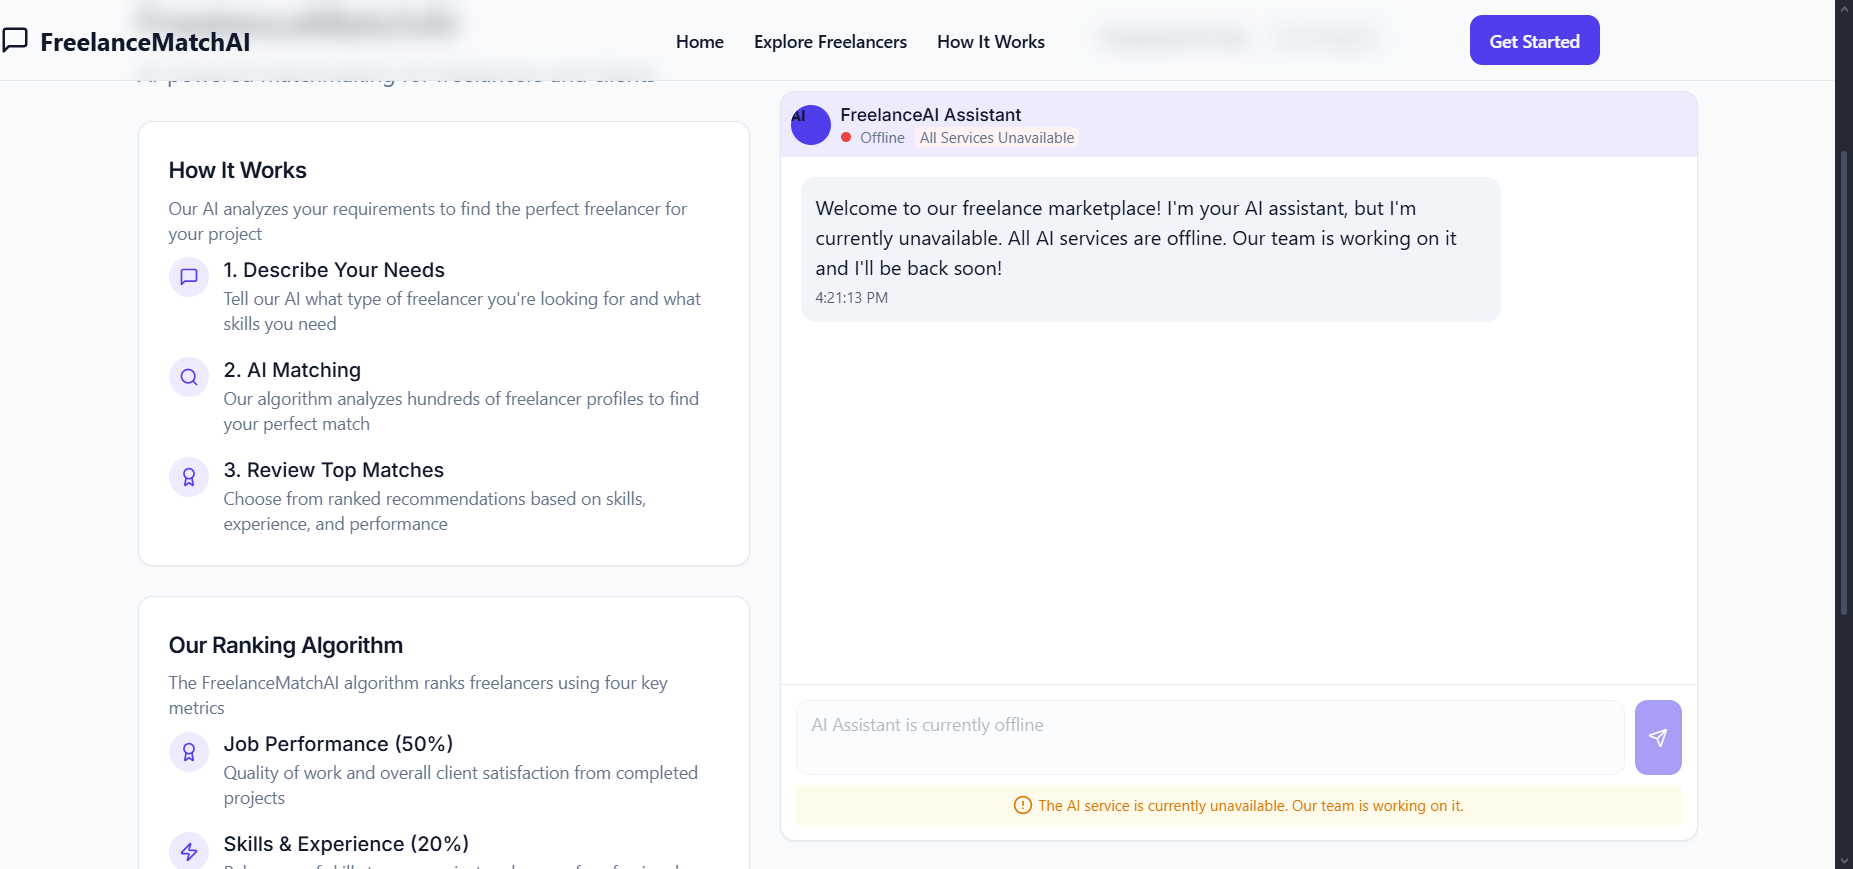 FreelanceMatchAI
Home
Explore Freelancers
How It Works
Get Started
AI-powered matchmaking for freelancers and clients
How It Works
Our AI analyzes your requirements to find the perfect freelancer for
your project
1. Describe Your Needs
Tell our AI what type of freelancer you're looking for and what
skills you need
2. AI Matching
Our algorithm analyzes hundreds of freelancer profiles to find
your perfect match
3. Review Top Matches
Choose from ranked recommendations based on skills,
experience, and performance
Our Ranking Algorithm
The FreelanceMatchAI algorithm ranks freelancers using four key
metrics
Job Performance (50%)
Quality of work and overall client satisfaction from completed
projects
Skills & Experience (20%)
AI
FreelanceAI Assistant
Offline
All Services Unavailable
Welcome to our freelance marketplace! I'm your AI assistant, but I'm
currently unavailable. All AI services are offline. Our team is working on it
and I'll be back soon!
4:21:13 PM
AI Assistant is currently offline
The AI service is currently unavailable. Our team is working on it.